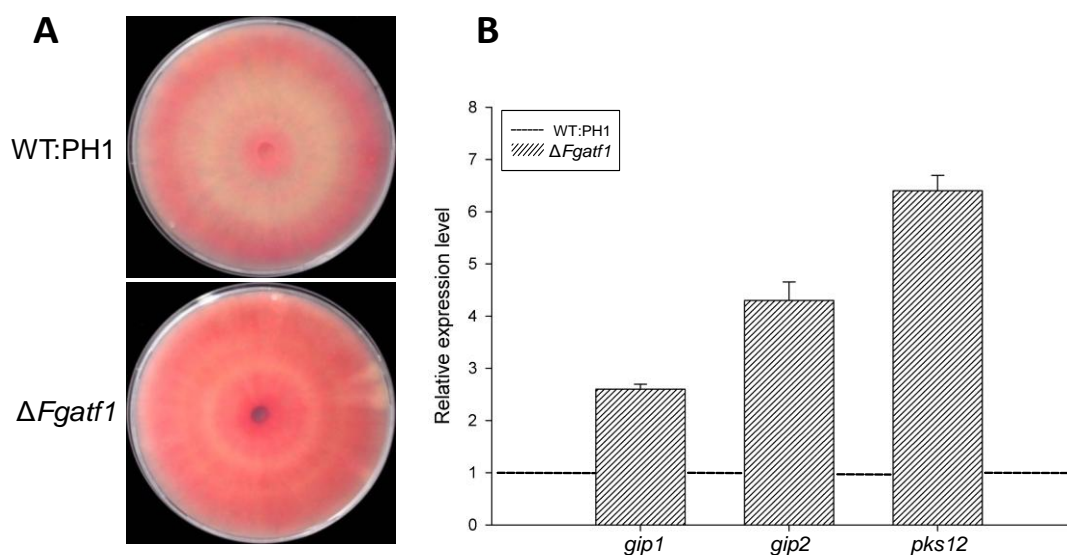 A
WT:PH1
ΔFgatf1
B
Relative expression level
8
7
6
5
4
3
2
1
0
WT:PH1
ΔFgatf1
gip1
gip2
pks12